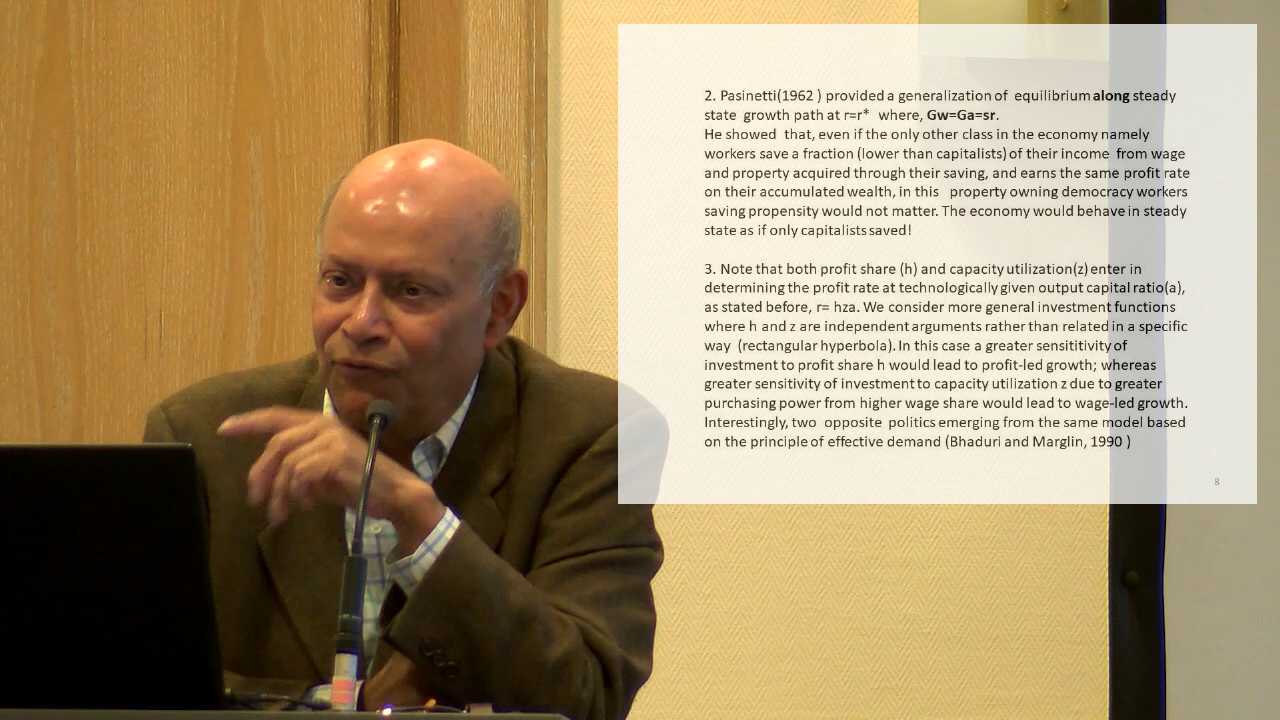 2. Pasinetti(1962 ) provided a generalization of equilibrium along steady
state growth path at r=r* where, Gw=Ga=sr.
He showed that, even if the only other class in the economy namely
workers save a fraction (lower than capitalists) of their income from wage
and property acquired through their saving, and earns the same profit rate
on their accumulated wealth, in this property owning democracy workers
saving propensity would not matter. The economy would behave in steady
state as if only capitalists saved!
3. Note that both profit share (h) and capacity utilization(z) enter in
determining the profit rate at technologically given output capital ratio(a),
as stated before, r= hza. We consider more general investment functions
where h and z are independent arguments rather than related in a specific
way (rectangular hyperbola). In this case a greater sensititivity of
investment to profit share h would lead to profit-led growth; whereas
greater sensitivity of investment to capacity utilization z due to greater
purchasing power from higher wage share would lead to wage-led growth.
Interestingly, two opposite politics emerging from the same model based
on the principle of effective demand (Bhaduri and Marglin, 1990 )
8